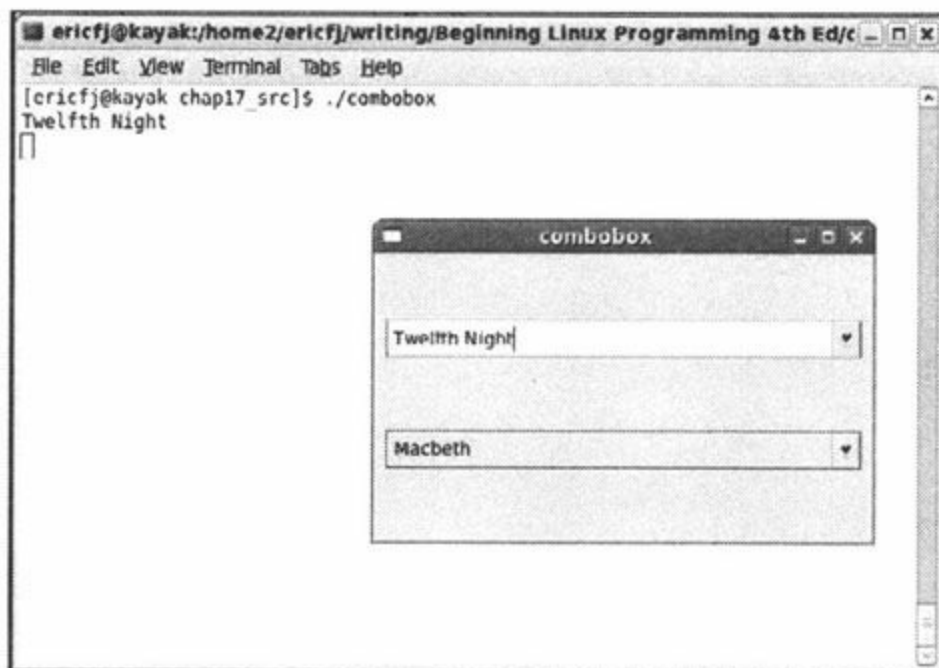 ericfj@kayak:/home2/ericfj/writing/Beginning Linux Programming 4th Ed/c
File Edit View Terminal Tabs Help
[ericfj@kayak chap17_src]$ ./combobox
Twelfth Night
combobox
Twelfth Night
Macbeth